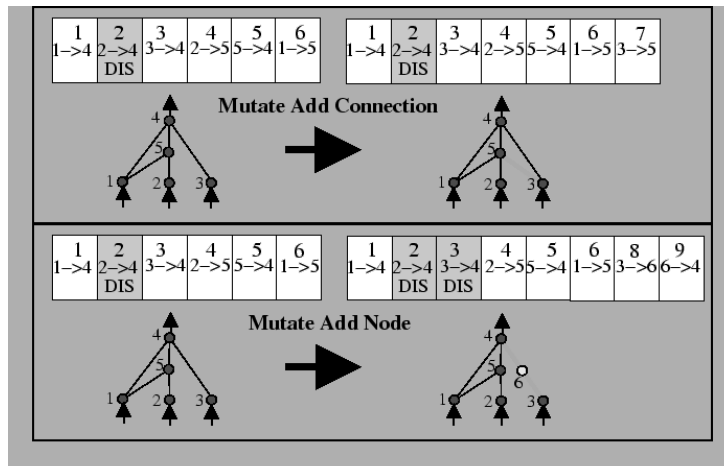 1 2 3 4 5 6 1 2 3 4 5 6 7
1->4 2->4 3->4 2->5 5->4 1->5 1->4 2->4 3->4 2->5 5->4 1->5 3->5
DIS DIS
Mutate Add Connection
4 4
5 5
1 2 3 1 2 3
1 2 3 4 5 6 1 2 3 4 5 6 8 9
1->4 2->4 3->4 2->5 5->4 1->5 1->4 2->4 3->4 2->5 5->4 1->5 3->6 6->4
DIS DIS DIS
Mutate Add Node
4 4
5 5
6
1 2 3 1 2 3